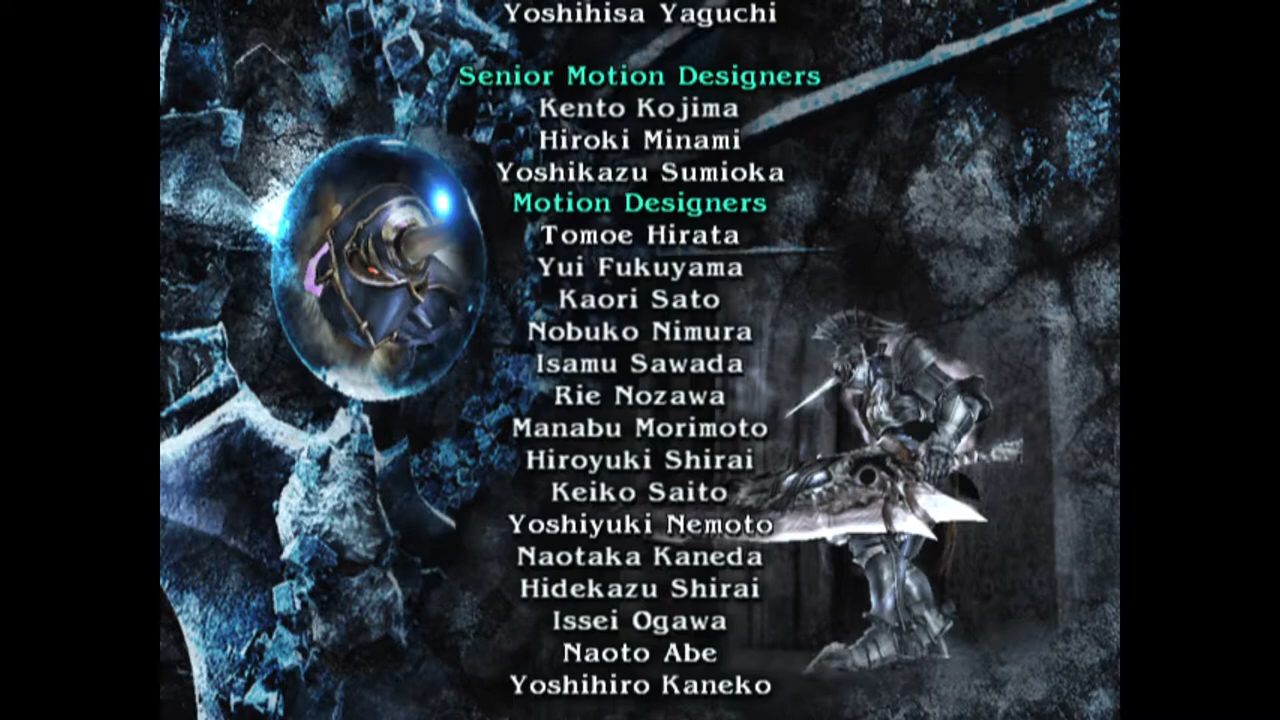 Yoshihisa Yaguchi
Senior Motion Designers
Kento Kojima
Hiroki Minami
Yoshikazu Sumioka
Motion Designers
Tomoe Hirata
Yui Fukuyama
Kaori Sato
Nobuko Nimura
Isamu Sawada
Rie Nozawa
Manabu Morimoto
Hiroyuki Shirai
Keiko Saito
Yoshiyuki Nemoto
Naotaka Kaneda
Hidekazu Shirai
Issei Ogawa
Naoto Abe
Yoshihiro Kaneko